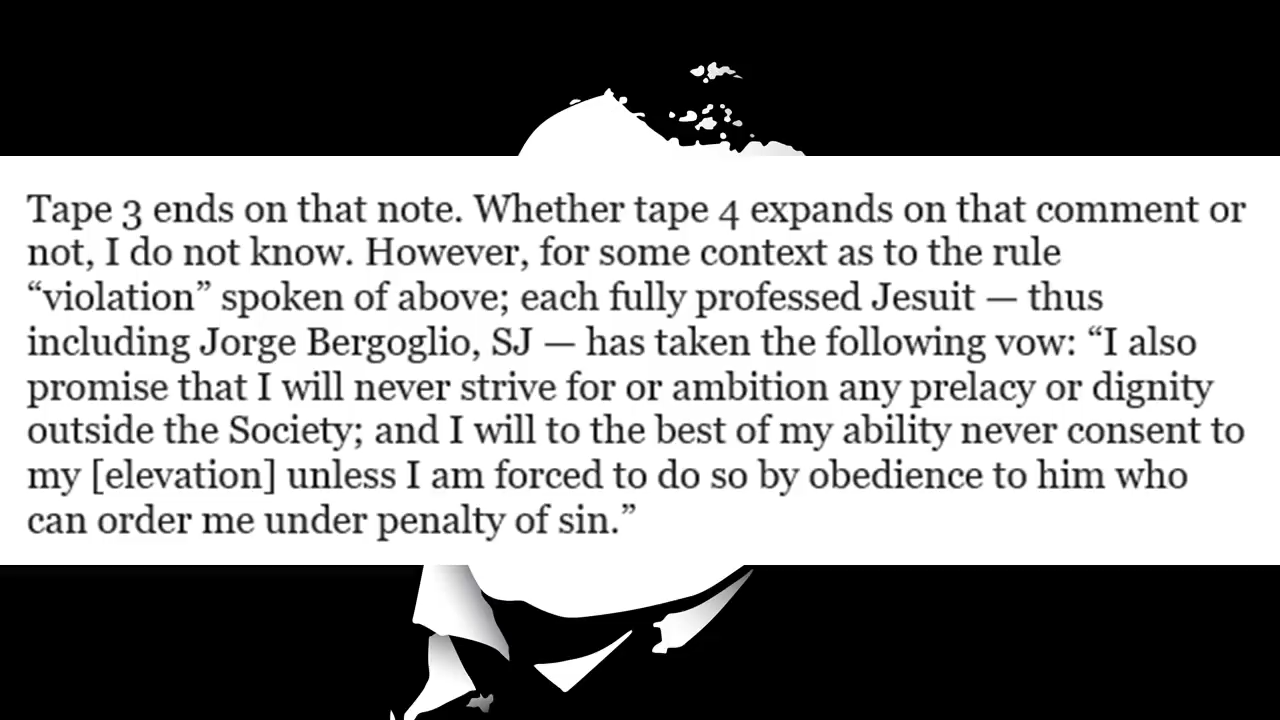 Tape 3 ends on that note. Whether tape 4 expands on that comment or
not, I do not know. However, for some context as to the rule
“violation” spoken of above; each fully professed Jesuit — thus
including Jorge Bergoglio, SJ — has taken the following vow: “I also
promise that I will never strive for or ambition any prelacy or dignity
outside the Society; and I will to the best of my ability never consent to
my [elevation] unless I am forced to do so by obedience to him who
can order me under penalty of sin.”